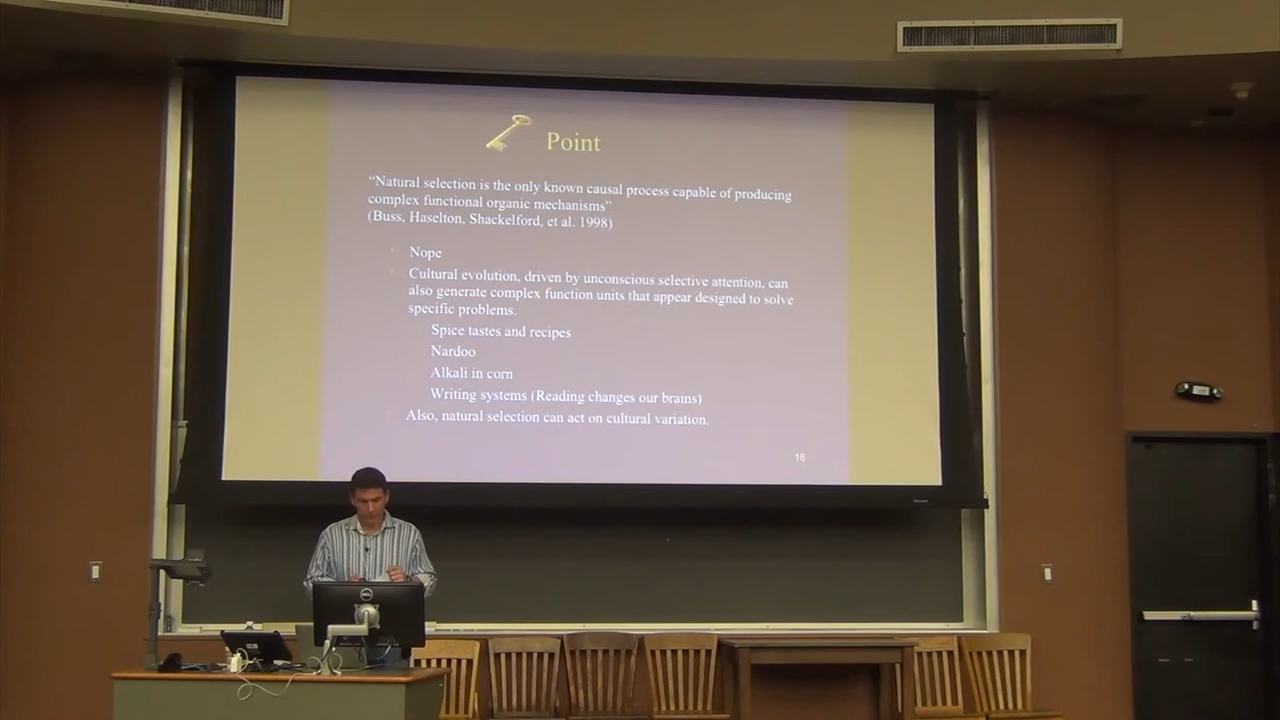 Point
“Natural selection is the only known causal process capable of producing
complex functional organic mechanisms”
(Buss, Haselton, Shackelford, et al. 1998)
Nope
Cultural evolution, driven by unconscious selective attention, can
also generate complex function units that appear designed to solve
specific problems.
Spice tastes and recipes
Nardoo
Alkali in corn
Writing systems (Reading changes our brains)
Also, natural selection can act on cultural variation.
16
DELL